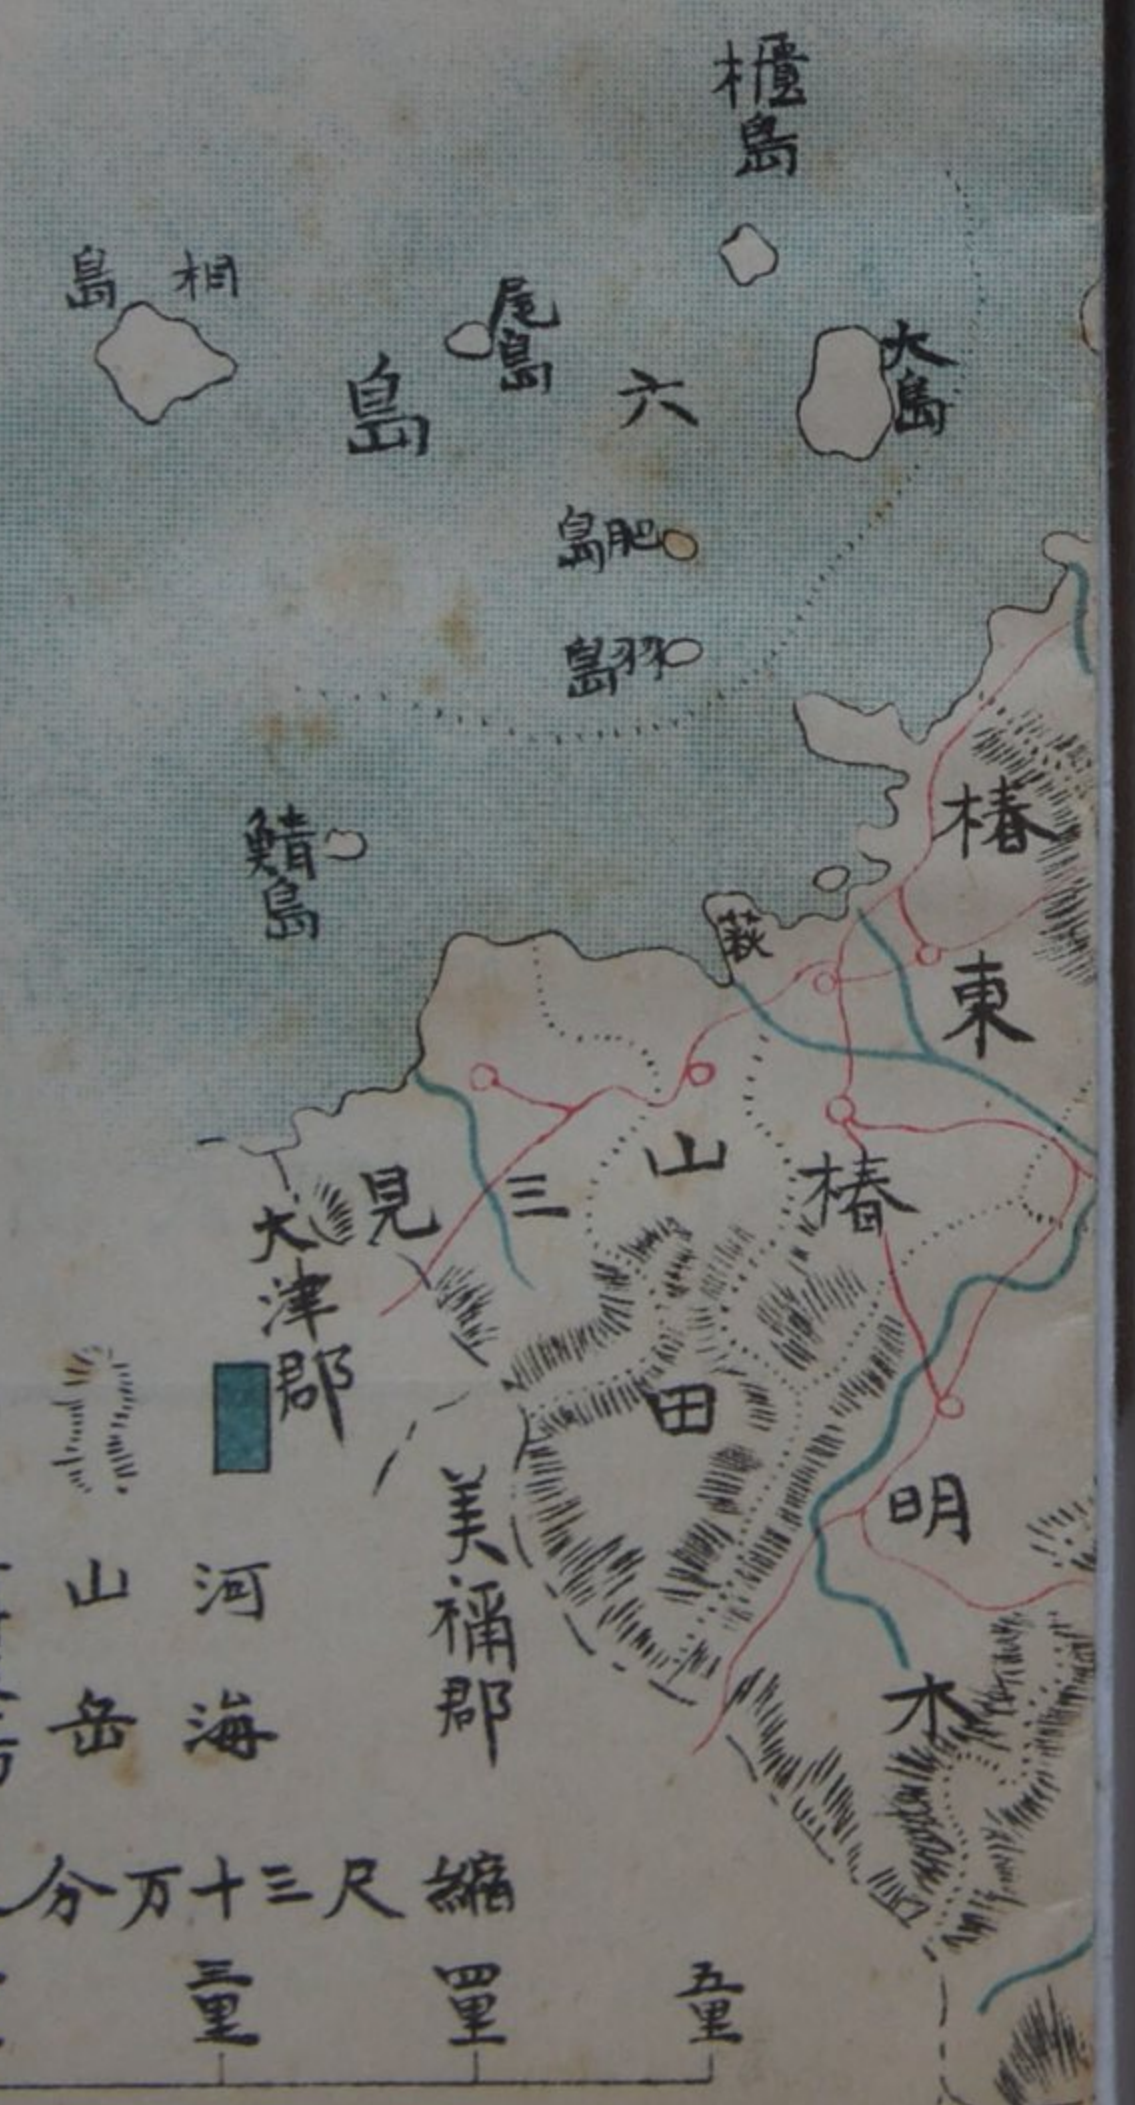 櫃島
相島
尾島
大島
六島
肥島
羽島
鯖島
萩
椿東
椿
山田
三見
明木
大津郡
美禰郡
河海
山岳
縮尺三十万分
三里
四里
五里